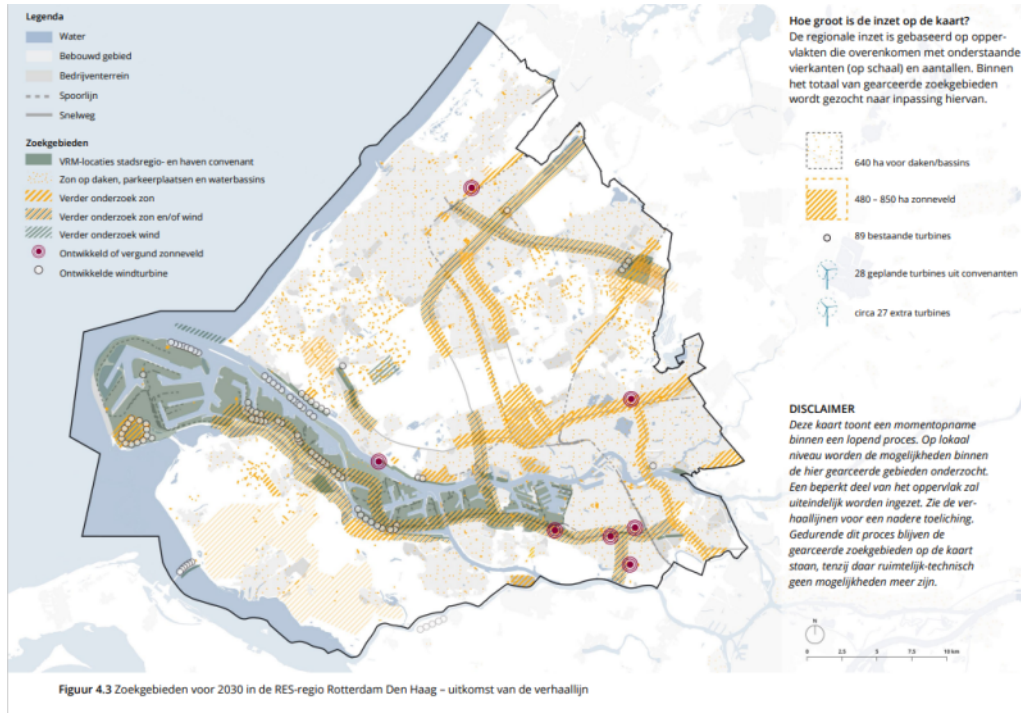 Legenda
Water
Bebouwd gebied
Bedrijventerrein
Spoorlijn
Snelweg
Zoekgebieden
VRM-locaties stadsregio- en haven convenant
Zon op daken, parkeerplaatsen en waterbassins
Verder onderzoek zon
Verder onderzoek zon en/of wind
Verder onderzoek wind
Ontwikkeld of vergund zonneveld
Ontwikkelde windturbine
Hoe groot is de inzet op de kaart?
De regionale inzet is gebaseerd op opper-
vlakten die overenkomen met onderstaande
vierkanten (op schaal) en aantallen. Binnen
het totaal van gearceerde zoekgebieden
wordt gezocht naar inpassing hiervan.
640 ha voor daken/bassins
480 – 850 ha zonneveld
89 bestaande turbines
28 geplande turbines uit convenanten
circa 27 extra turbines
DISCLAIMER
Deze kaart toont een momentopname
binnen een lopend proces. Op lokaal
niveau worden de mogelijkheden binnen
de hier gearceerde gebieden onderzocht.
Een beperkt deel van het oppervlak zal
uiteindelijk worden ingezet. Zie de ver-
haallijnen voor een nadere toelichting.
Gedurende dit proces blijven de
gearceerde zoekgebieden op de kaart
staan, tenzij daar ruimtelijk-technisch
geen mogelijkheden meer zijn.
N
0 2.5 5 7.5 10 km
Figuur 4.3 Zoekgebieden voor 2030 in de RES-regio Rotterdam Den Haag – uitkomst van de verhaallijn